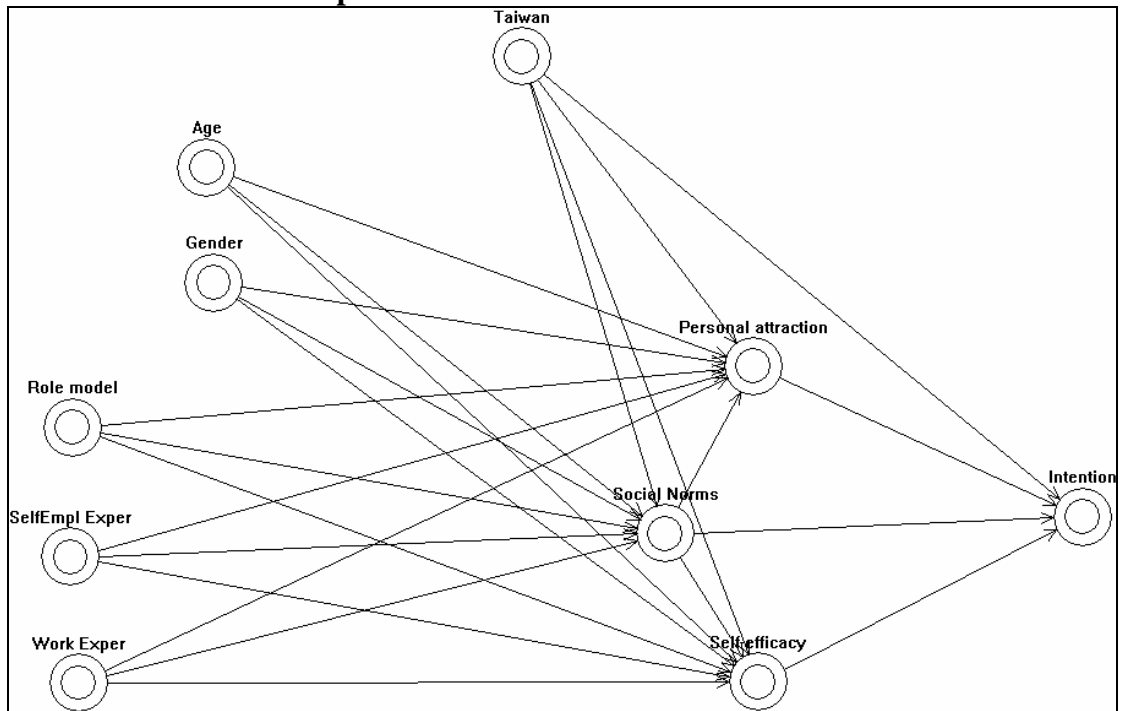 Taiwan
Age
Gender
Personal attraction
Role model
Intention
Social Norms
SelfEmpl Exper
Work Exper
Self efficacy